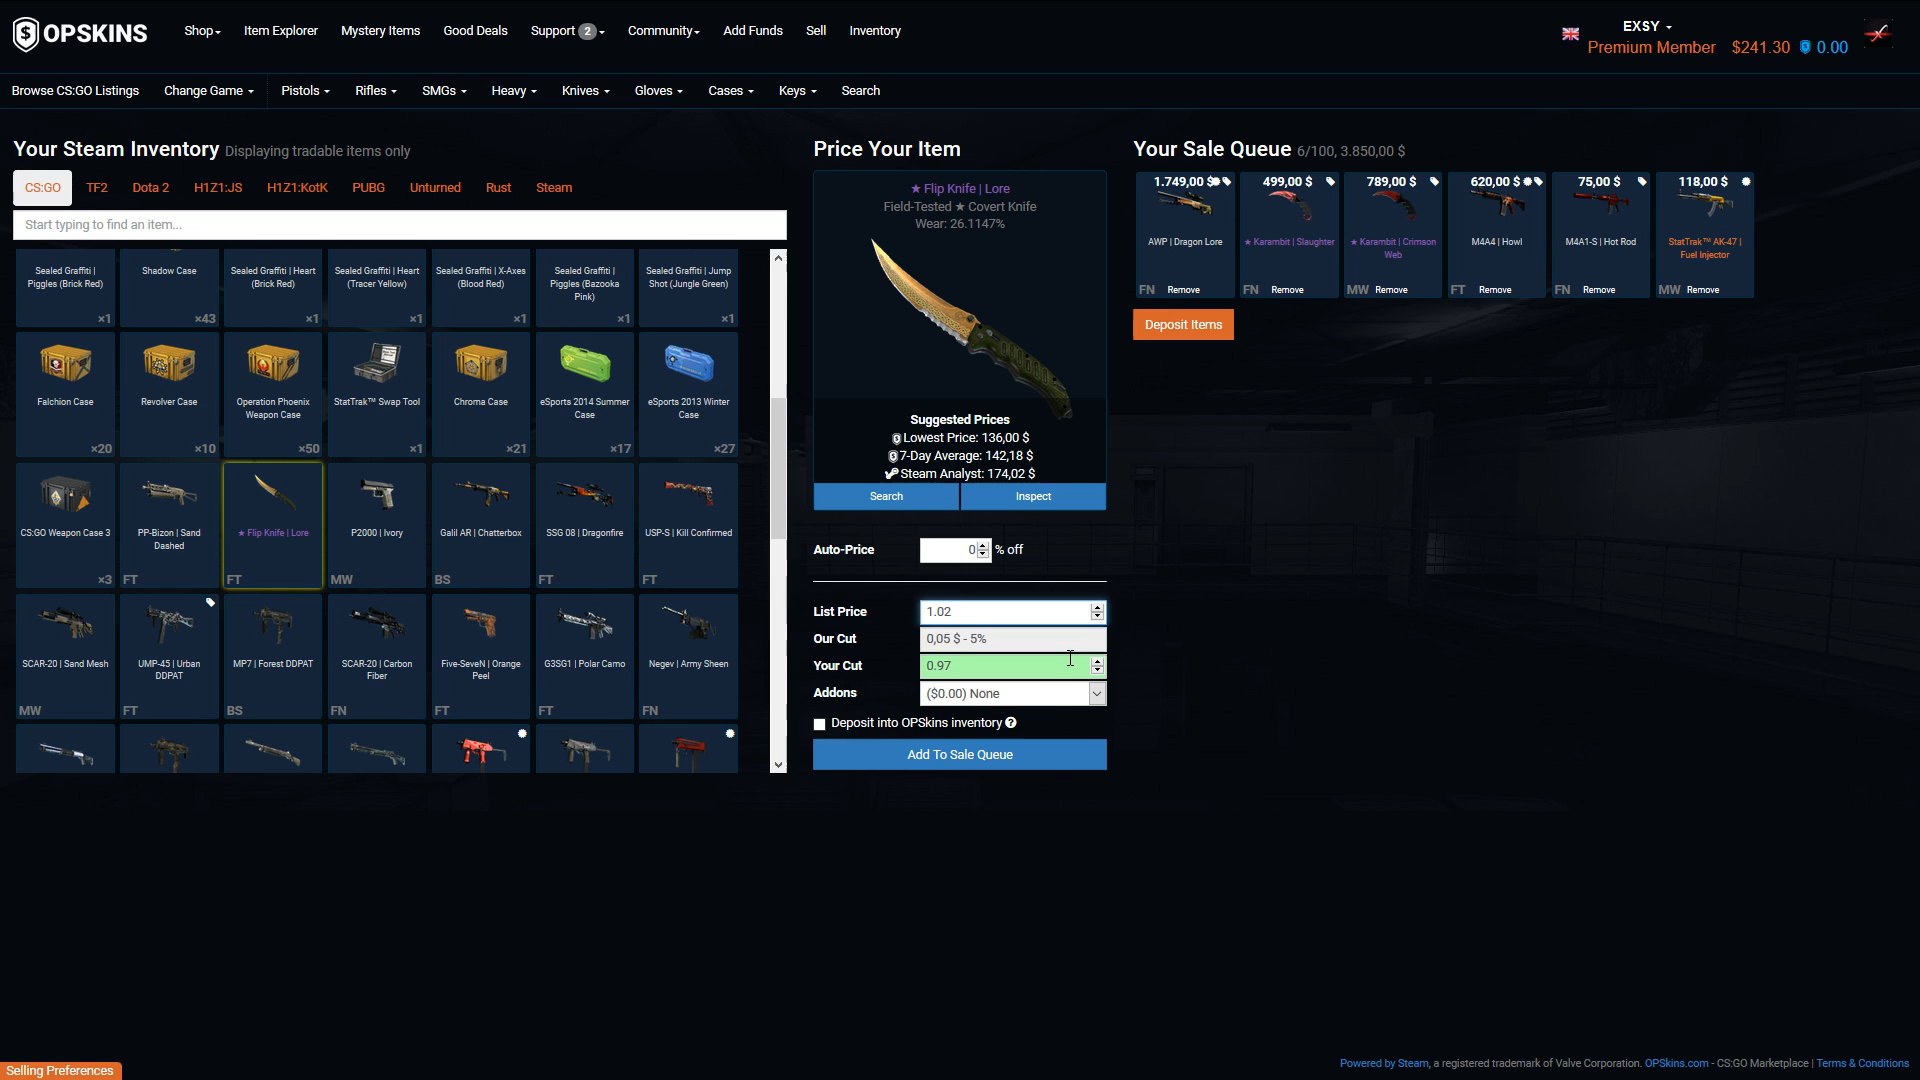 OPSKINS
Shop
Item Explorer
Mystery Items
Good Deals
Support 2
Community
Add Funds
Sell
Inventory
EXSY
Premium Member
$241.30
0.00
Browse CS:GO Listings
Change Game
Pistols
Rifles
SMGs
Heavy
Knives
Gloves
Cases
Keys
Search
Your Steam Inventory Displaying tradable items only
CS:GO
TF2
Dota 2
H1Z1:JS
H1Z1:KotK
PUBG
Unturned
Rust
Steam
Start typing to find an item...
Sealed Graffiti |
Piggles (Brick Red)
×1
Shadow Case
×43
Sealed Graffiti | Heart
(Brick Red)
×1
Sealed Graffiti | Heart
(Tracer Yellow)
×1
Sealed Graffiti | X-Axes
(Blood Red)
×1
Sealed Graffiti |
Piggles (Bazooka
Pink)
×1
Sealed Graffiti | Jump
Shot (Jungle Green)
×1
Falchion Case
×20
Revolver Case
×10
Operation Phoenix
Weapon Case
×50
StatTrak™ Swap Tool
×1
Chroma Case
×21
eSports 2014 Summer
Case
×17
eSports 2013 Winter
Case
×27
CS:GO Weapon Case 3
×3
PP-Bizon | Sand
Dashed
FT
★ Flip Knife | Lore
FT
P2000 | Ivory
MW
Galil AR | Chatterbox
BS
SSG 08 | Dragonfire
FT
USP-S | Kill Confirmed
FT
SCAR-20 | Sand Mesh
MW
UMP-45 | Urban
DDPAT
FT
MP7 | Forest DDPAT
BS
SCAR-20 | Carbon
Fiber
FN
Five-SeveN | Orange
Peel
FT
G3SG1 | Polar Camo
FT
Negev | Army Sheen
FN
Price Your Item
★ Flip Knife | Lore
Field-Tested ★ Covert Knife
Wear: 26.1147%
Suggested Prices
Lowest Price: 136,00 $
7-Day Average: 142,18 $
Steam Analyst: 174,02 $
Search
Inspect
Auto-Price
0
% off
List Price
1.02
Our Cut
0,05 $ - 5%
Your Cut
0.97
Addons
($0.00) None
Deposit into OPSkins inventory ?
Add To Sale Queue
Your Sale Queue 6/100, 3.850,00 $
1.749,00 $
AWP | Dragon Lore
FN
Remove
499,00 $
★ Karambit | Slaughter
FN
Remove
789,00 $
★ Karambit | Crimson
Web
MW
Remove
620,00 $
M4A4 | Howl
FT
Remove
75,00 $
M4A1-S | Hot Rod
FN
Remove
118,00 $
StatTrak™ AK-47 |
Fuel Injector
MW
Remove
Deposit Items
Selling Preferences
Powered by Steam, a registered trademark of Valve Corporation. OPSkins.com - CS:GO Marketplace | Terms & Conditions